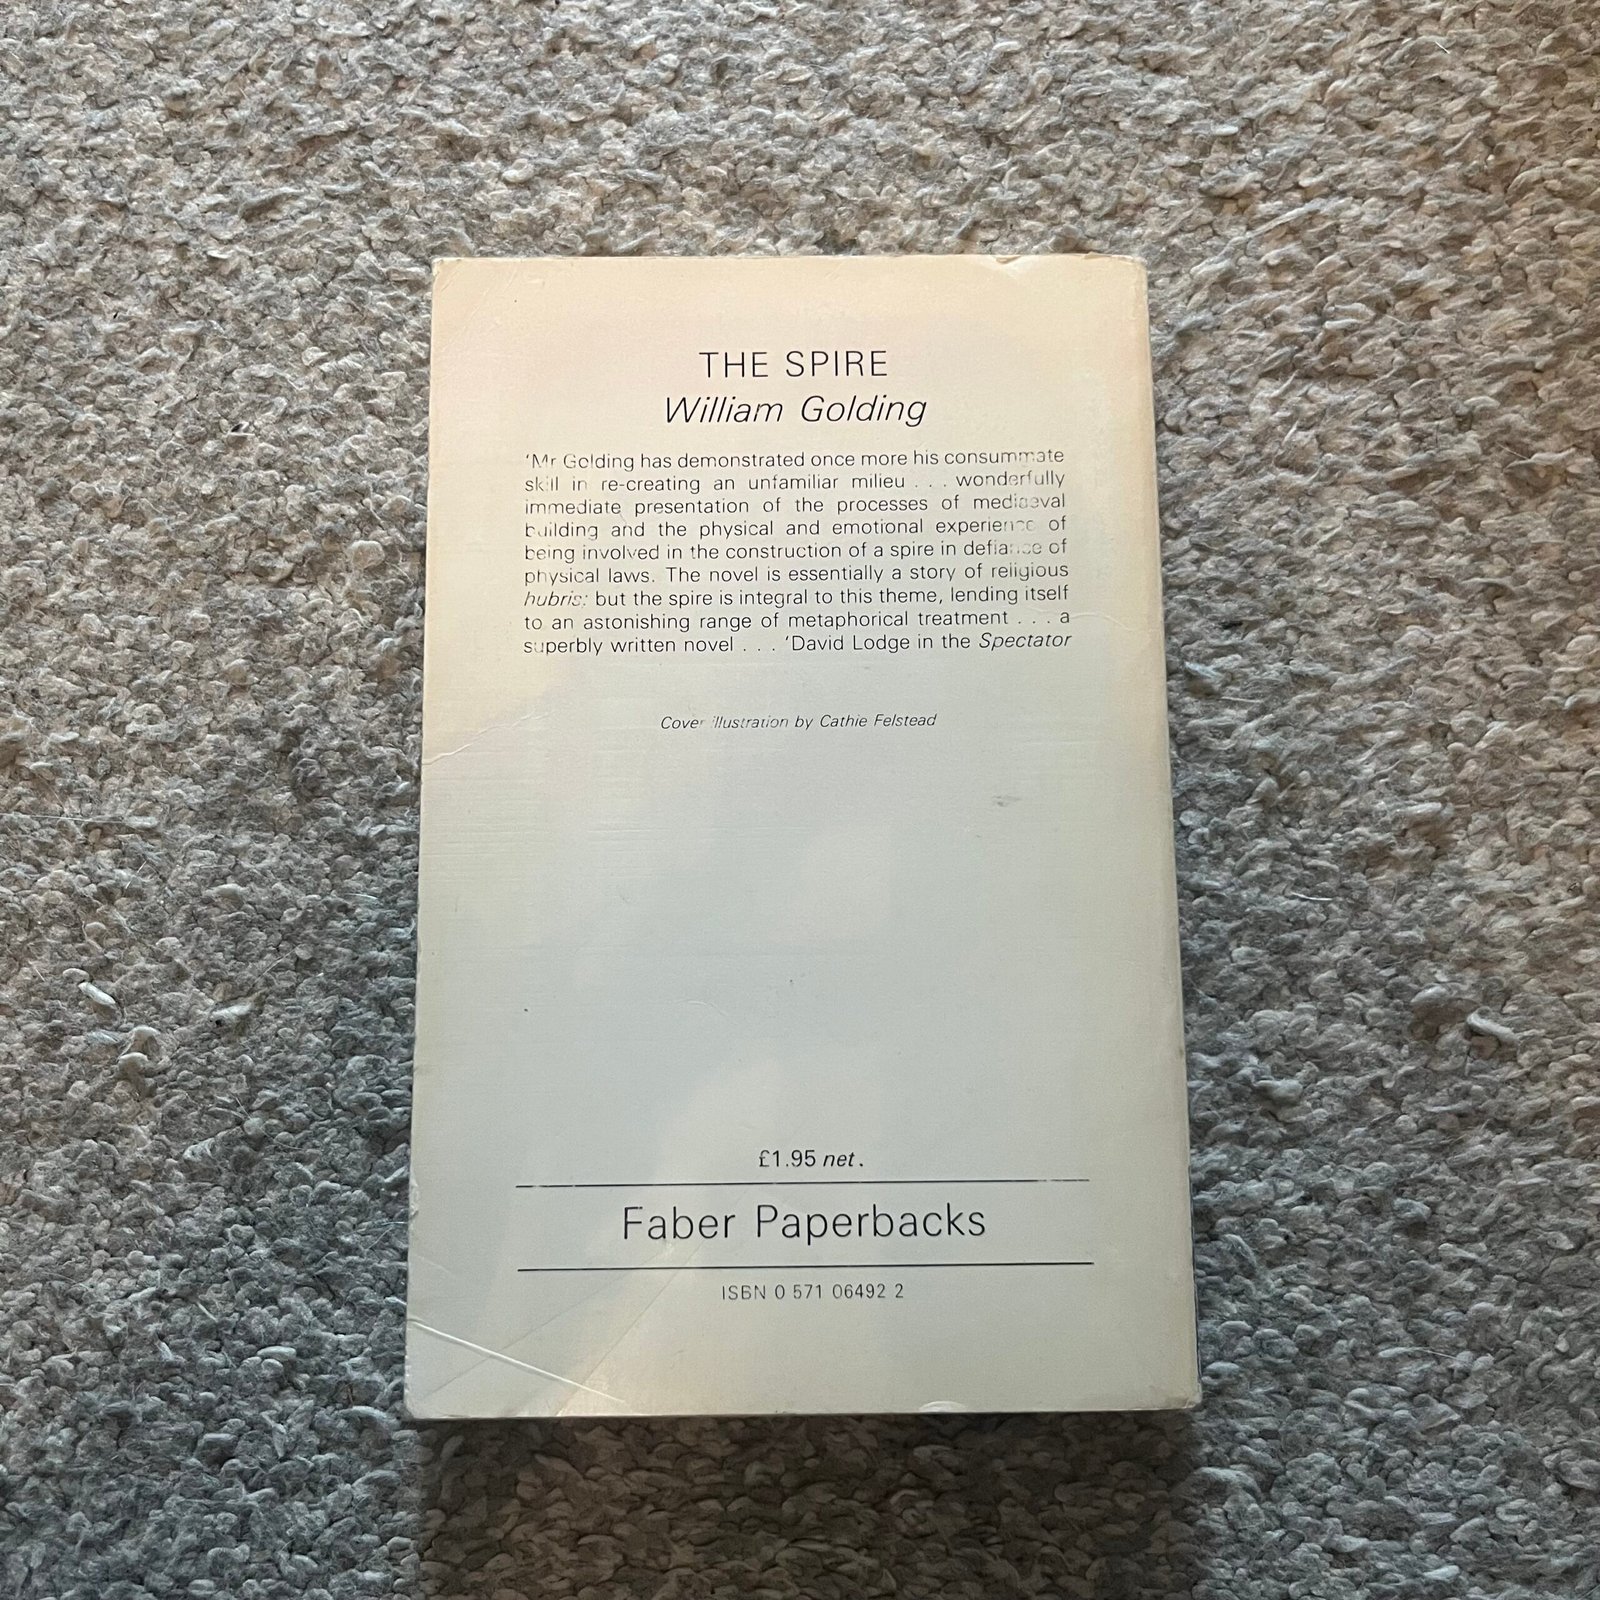 THE SPIRE
William Golding
'Mr Golding has demonstrated once more his consummate
skill in re-creating an unfamiliar milieu . . . wonderfully
immediate presentation of the processes of mediaeval
building and the physical and emotional experience of
being involved in the construction of a spire in defiance of
physical laws. The novel is essentially a story of religious
hubris: but the spire is integral to this theme, lending itself
to an astonishing range of metaphorical treatment . . . a
superbly written novel . . . 'David Lodge in the Spectator
Cover illustration by Cathie Felstead
£1.95 net.
Faber Paperbacks
ISBN 0 571 06492 2